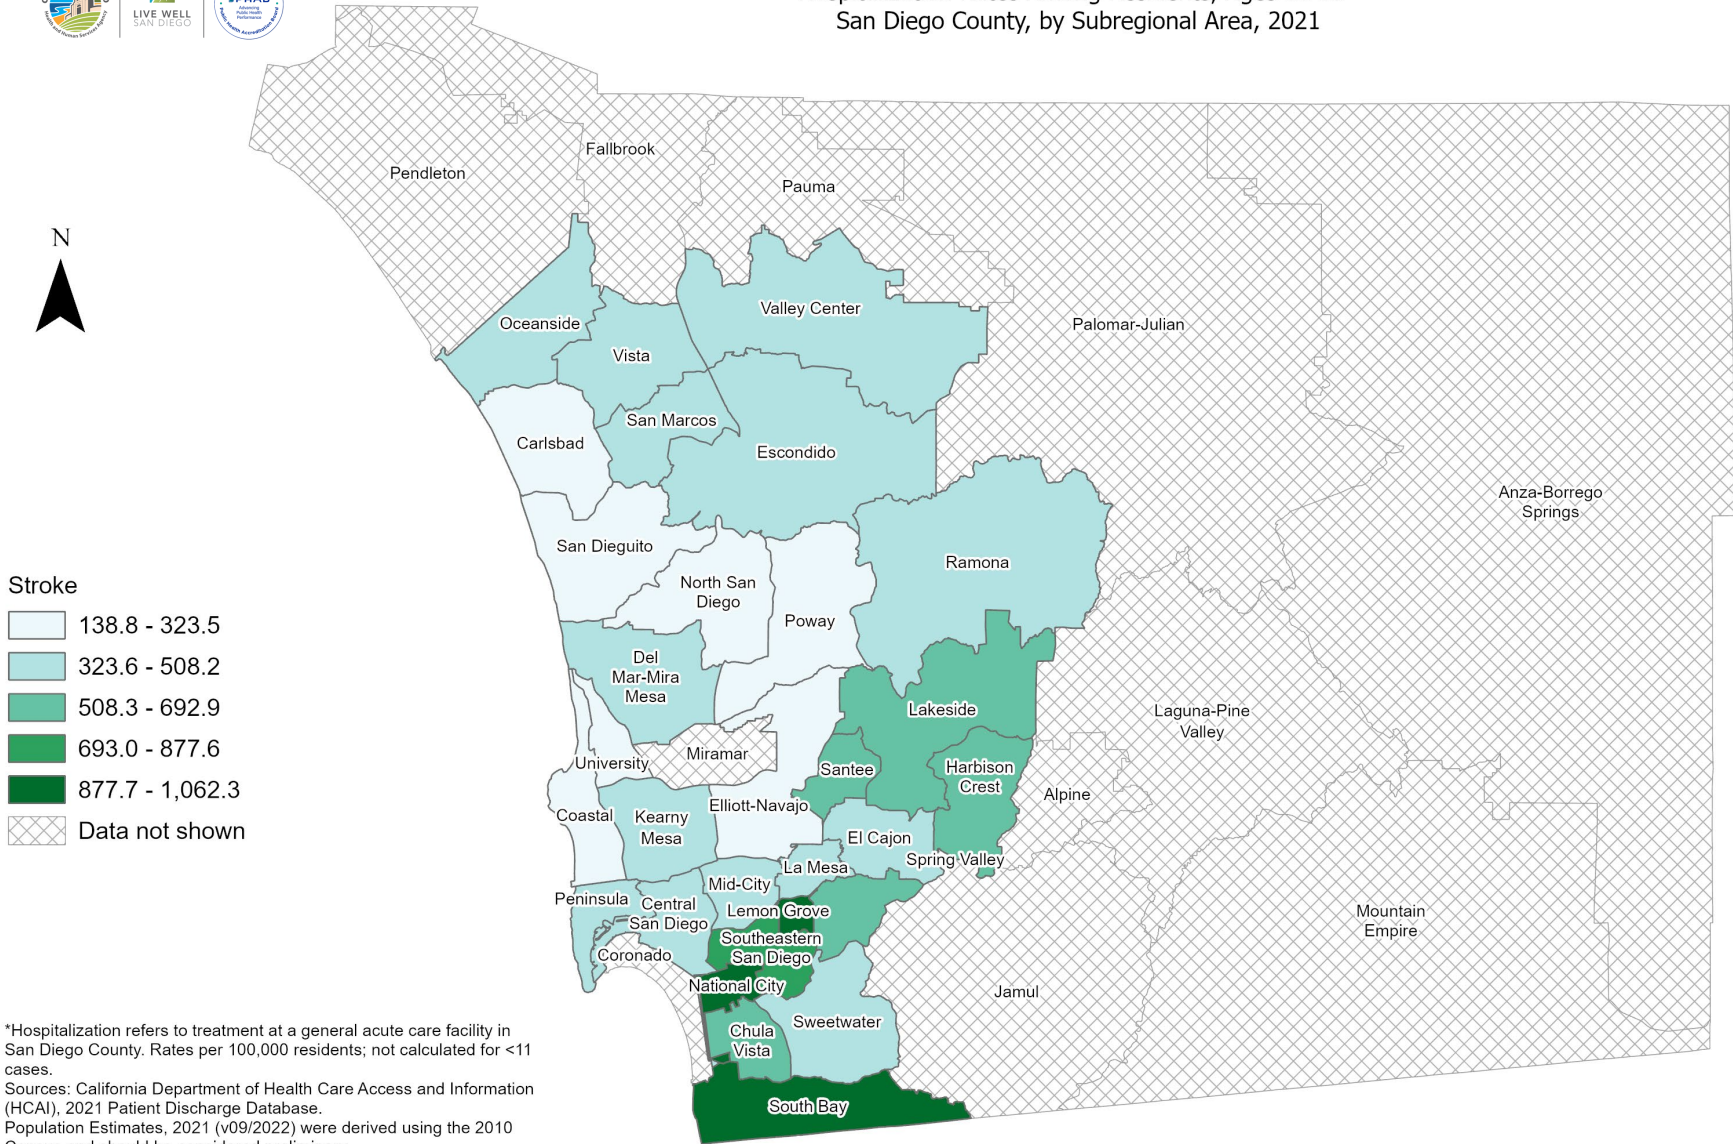 LIVE WELL
SAN DIEGO
Advancing
Public Health
Performance
San Diego County, by Subregional Area, 2021
Fallbrook
Pendleton
Pauma
N
Valley Center
Oceanside
Palomar-Julian
Vista
San Marcos
Carlsbad
Escondido
Anza-Borrego
Springs
San Dieguito
Ramona
North San
Diego
Poway
Del
Mar-Mira
Mesa
Lakeside
Laguna-Pine
Valley
Miramar
University
Santee
Harbison
Crest
Alpine
Elliott-Navajo
Coastal
Kearny
Mesa
El Cajon
Spring Valley
La Mesa
Mid-City
Peninsula
Central
San Diego
Lemon Grove
Mountain
Empire
Southeastern
San Diego
Coronado
National City
Jamul
Sweetwater
Chula
Vista
South Bay
Stroke
138.8 - 323.5
323.6 - 508.2
508.3 - 692.9
693.0 - 877.6
877.7 - 1,062.3
Data not shown
*Hospitalization refers to treatment at a general acute care facility in
San Diego County. Rates per 100,000 residents; not calculated for <11
cases.
Sources: California Department of Health Care Access and Information
(HCAI), 2021 Patient Discharge Database.
Population Estimates, 2021 (v09/2022) were derived using the 2010